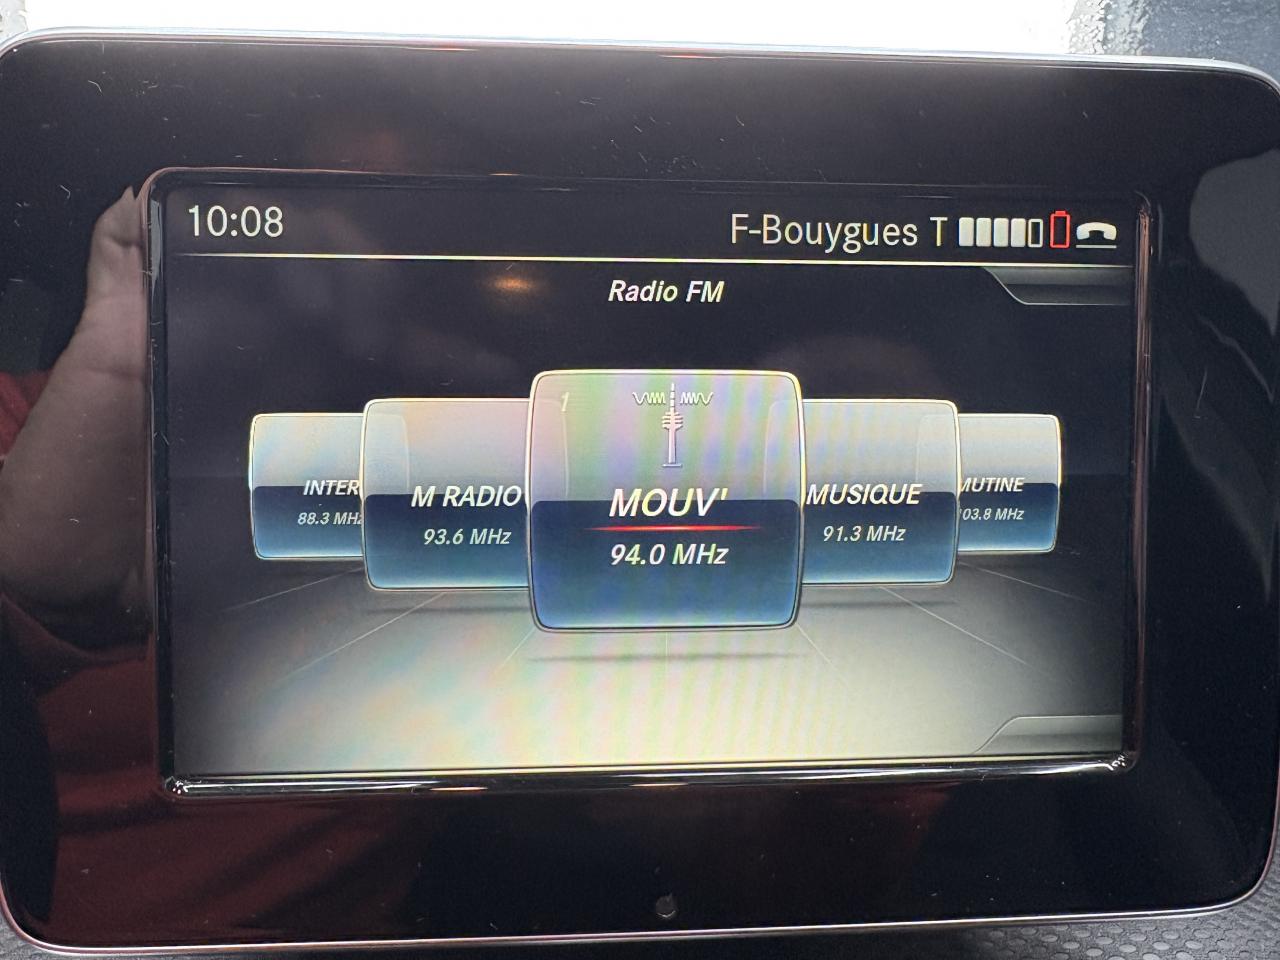 10:08
F-Bouygues T
Radio FM
1
INTER
88.3 MHz
M RADIO
93.6 MHz
MOUV'
94.0 MHz
MUSIQUE
91.3 MHz
MUTINE
03.8 MHz